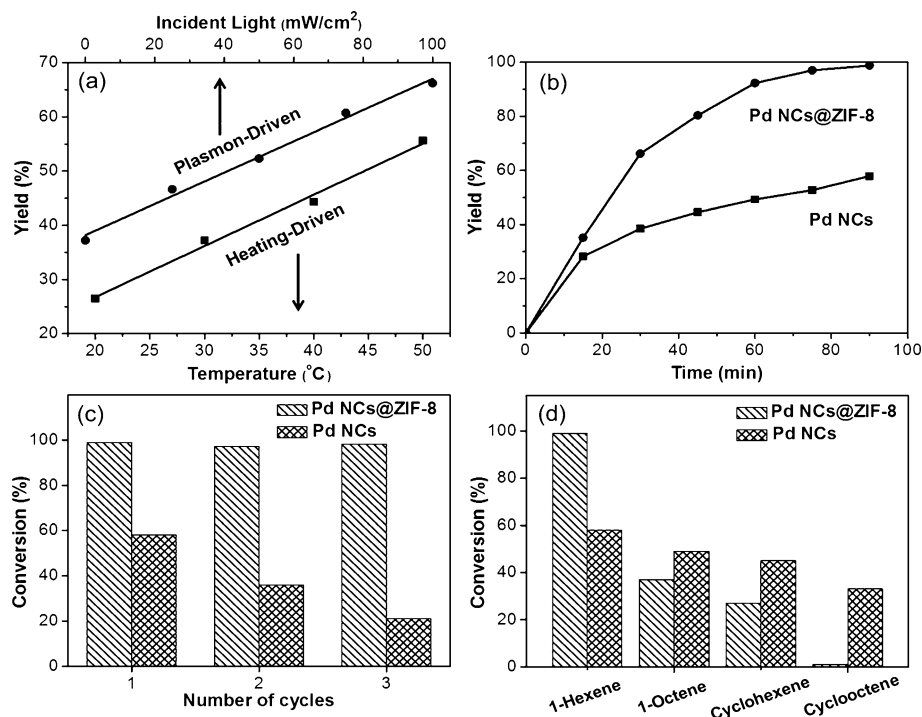 Incident Light (mW/cm²)
0 20 40 60 80 100
(a)
70
60
50
40
30
20
Yield (%)
Plasmon-Driven
Heating-Driven
20 25 30 35 40 45 50
Temperature (°C)
(b)
100
80
60
40
20
0
Yield (%)
Pd NCs@ZIF-8
Pd NCs
0 20 40 60 80 100
Time (min)
(c)
Pd NCs@ZIF-8
Pd NCs
100
80
60
40
20
0
Conversion (%)
1 2 3
Number of cycles
(d)
Pd NCs@ZIF-8
Pd NCs
100
80
60
40
20
0
Conversion (%)
1-Hexene 1-Octene Cyclohexene Cyclooctene